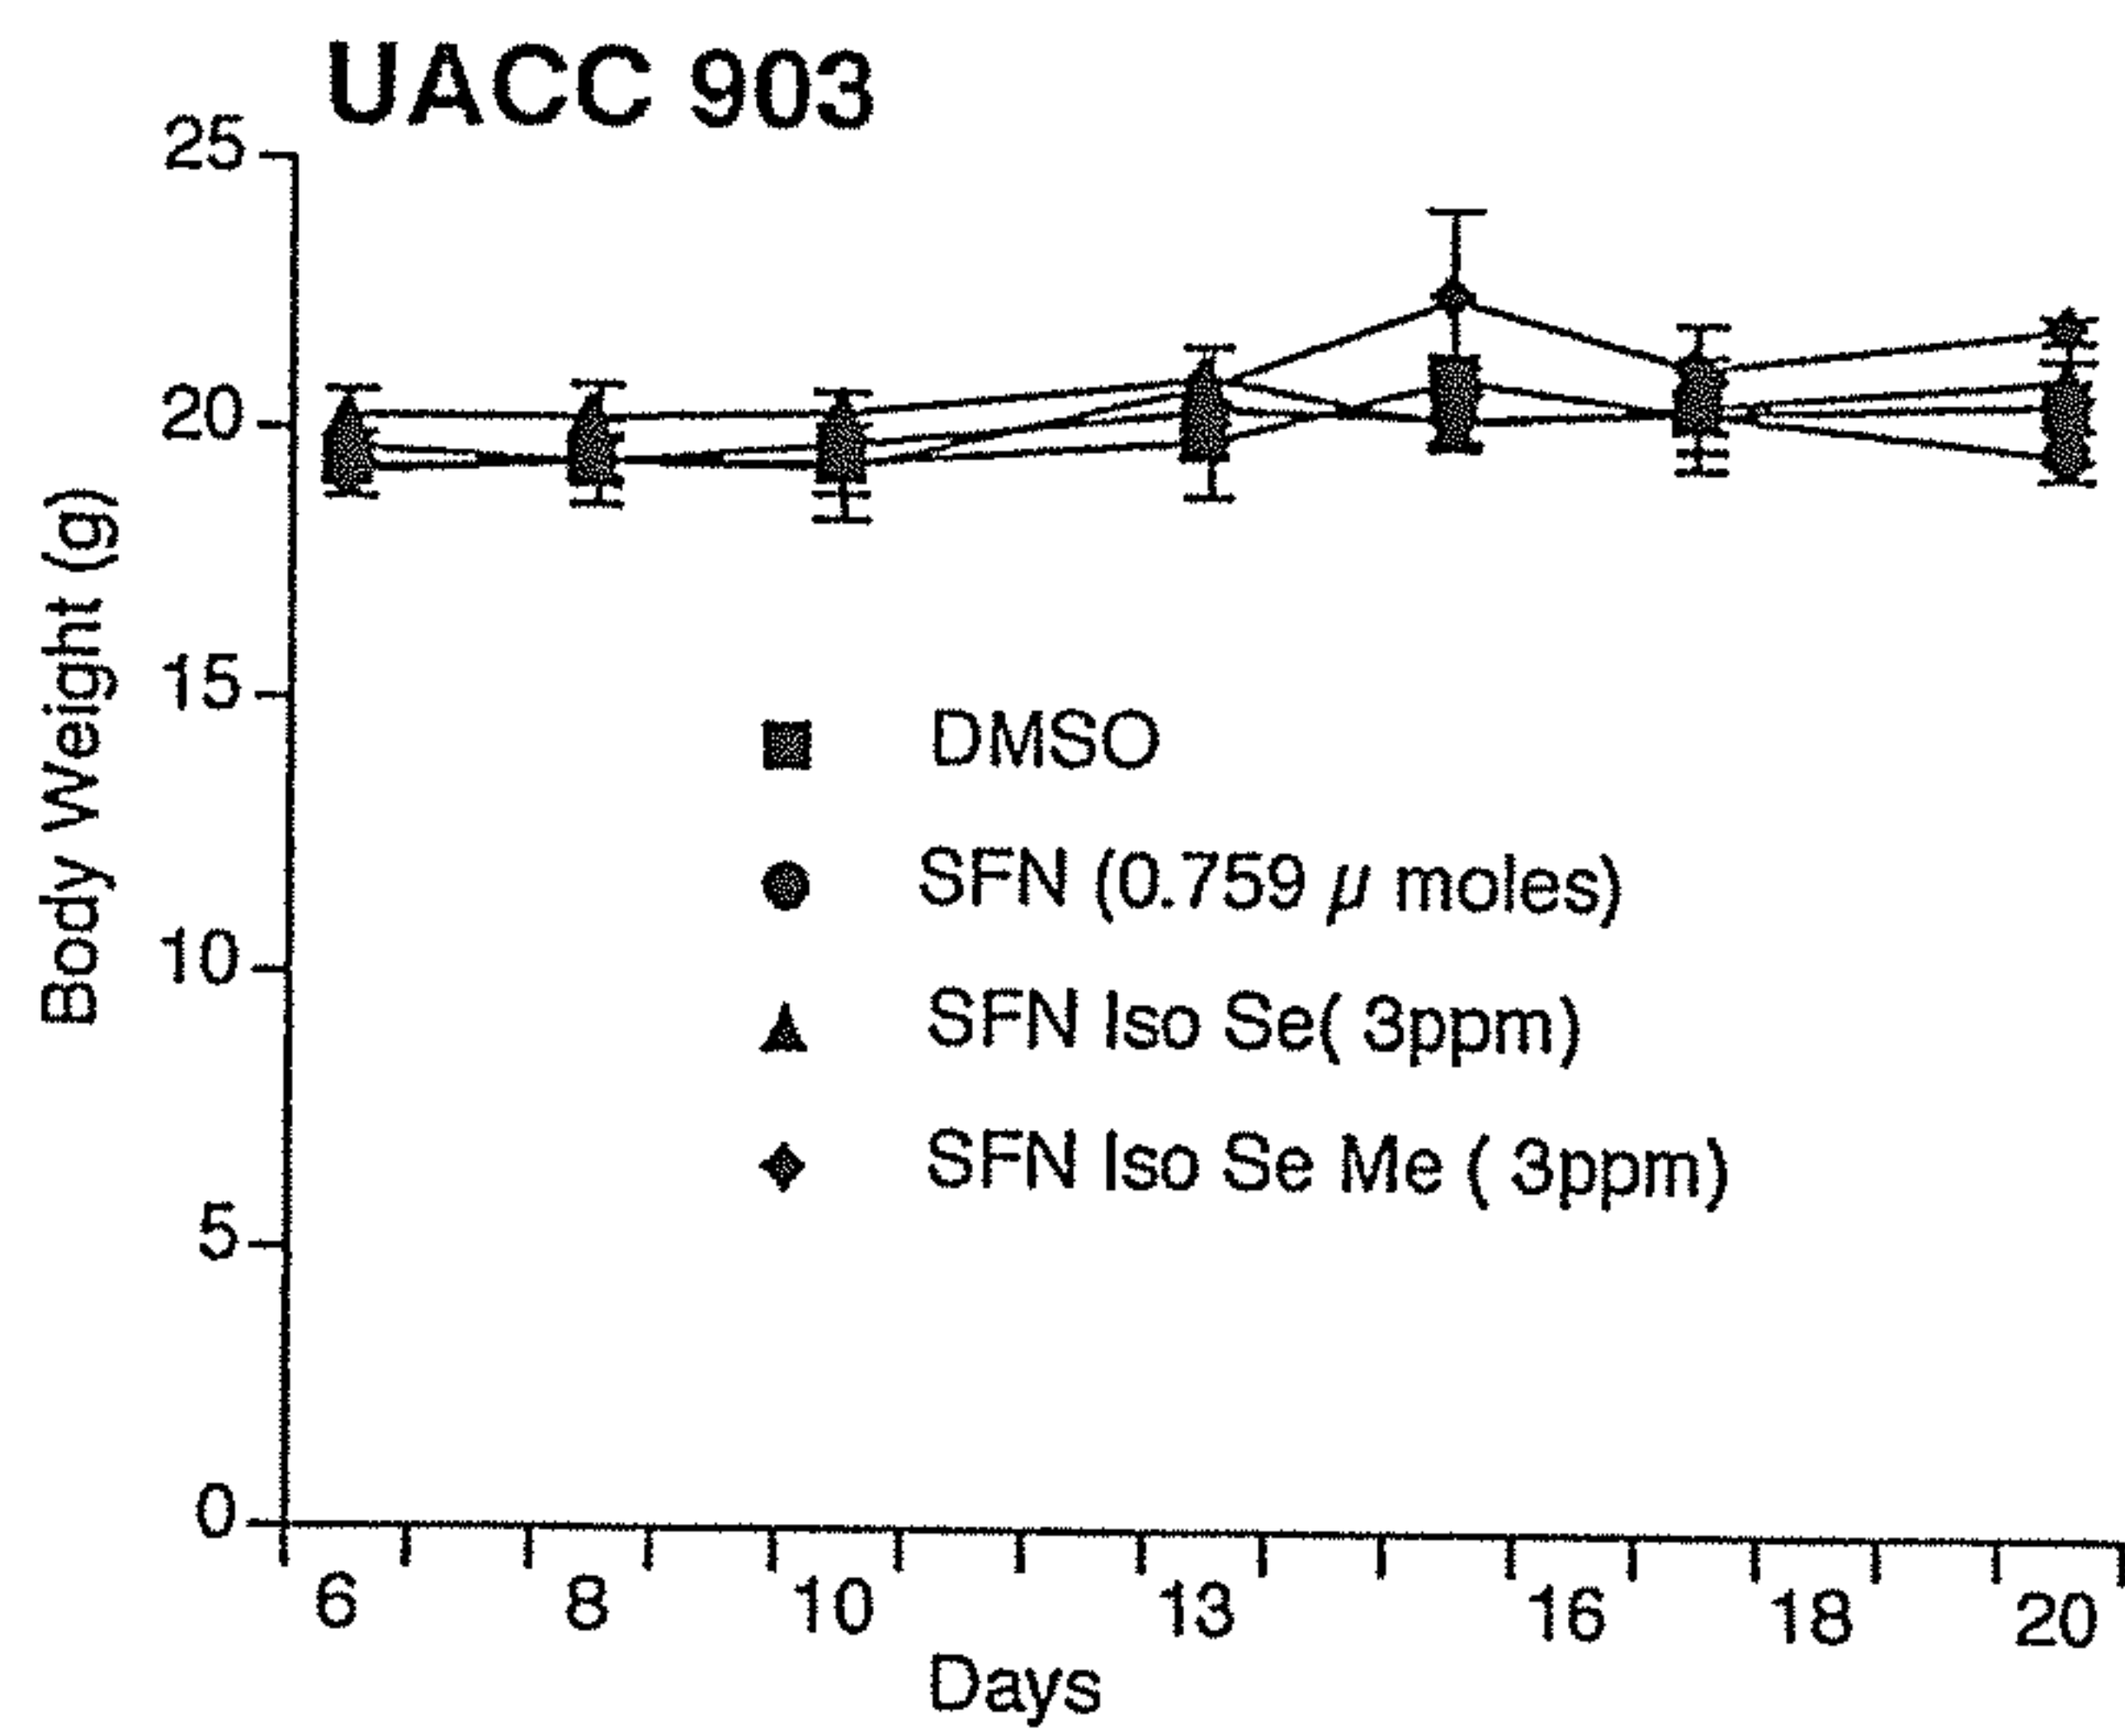 UACC 903
25
20
15
10
5
0
Body Weight (g)
DMSO
SFN (0.759 µ moles)
SFN Iso Se( 3ppm)
SFN Iso Se Me ( 3ppm)
6 8 10 13 16 18 20
Days